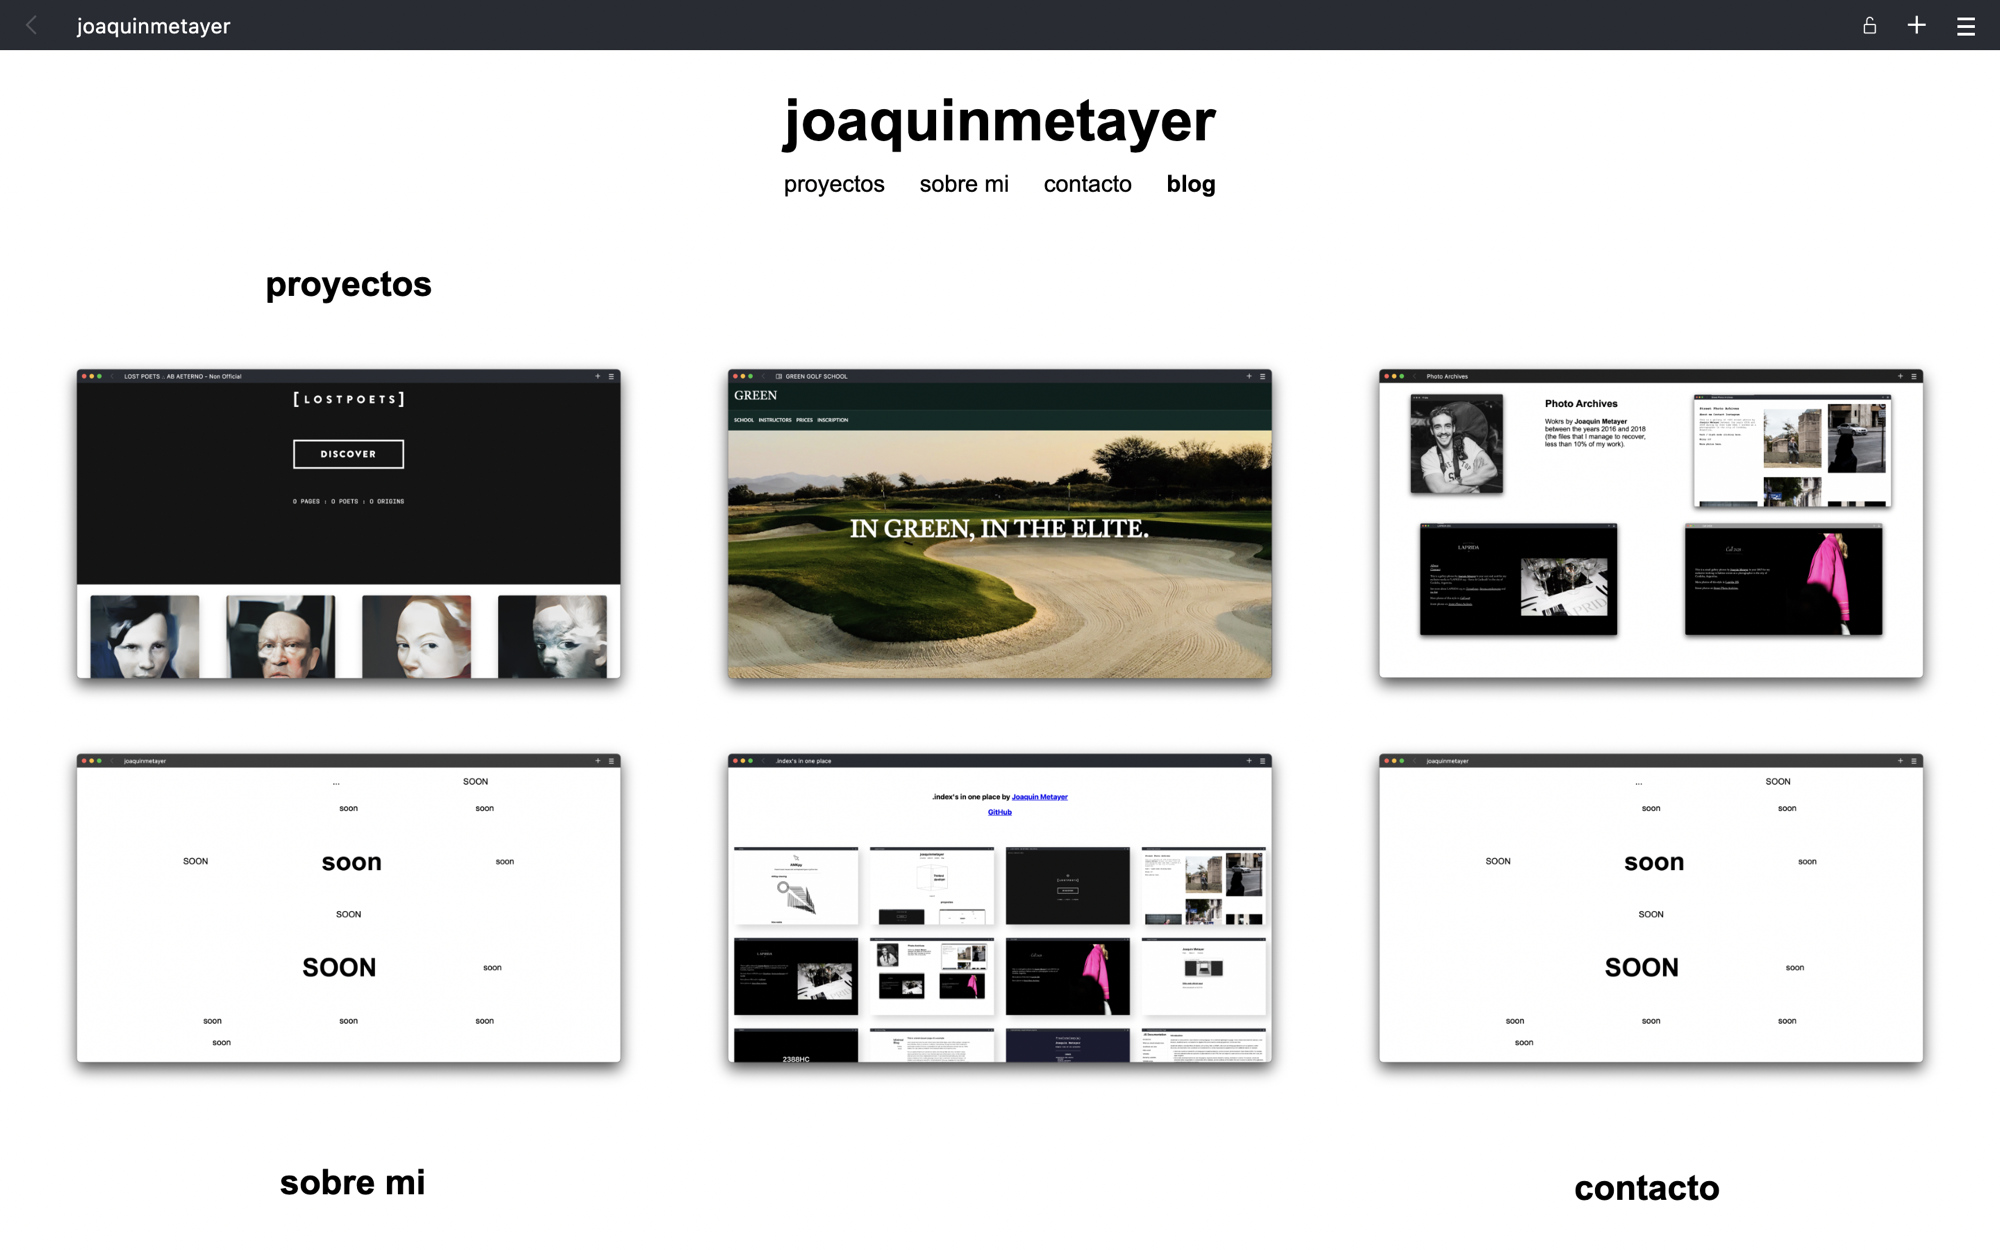 joaquinmetayer
joaquinmetayer
proyectos sobre mi contacto blog
proyectos
LOST POETS .: AB AETERNO - Non Official
[LOSTPOETS]
DISCOVER
0 PAGES : 0 POETS : 0 ORIGINS
GREEN GOLF SCHOOL
GREEN
SCHOOL INSTRUCTORS PRICES INSCRIPTION
IN GREEN, IN THE ELITE.
Photo Archives
Photo Archives
Wokrs by Joaquin Metayer
between the years 2016 and 2018
(the files that I manage to recover,
less than 10% of my work).
LAPRIDA
joaquinmetayer
... SOON
soon soon
SOON soon soon
SOON
SOON soon
soon soon soon
soon
.index's in one place
.index's in one place by Joaquin Metayer
GitHub
2388HC
joaquinmetayer
... SOON
soon soon
SOON soon soon
SOON
SOON soon
soon soon soon
soon
sobre mi
contacto